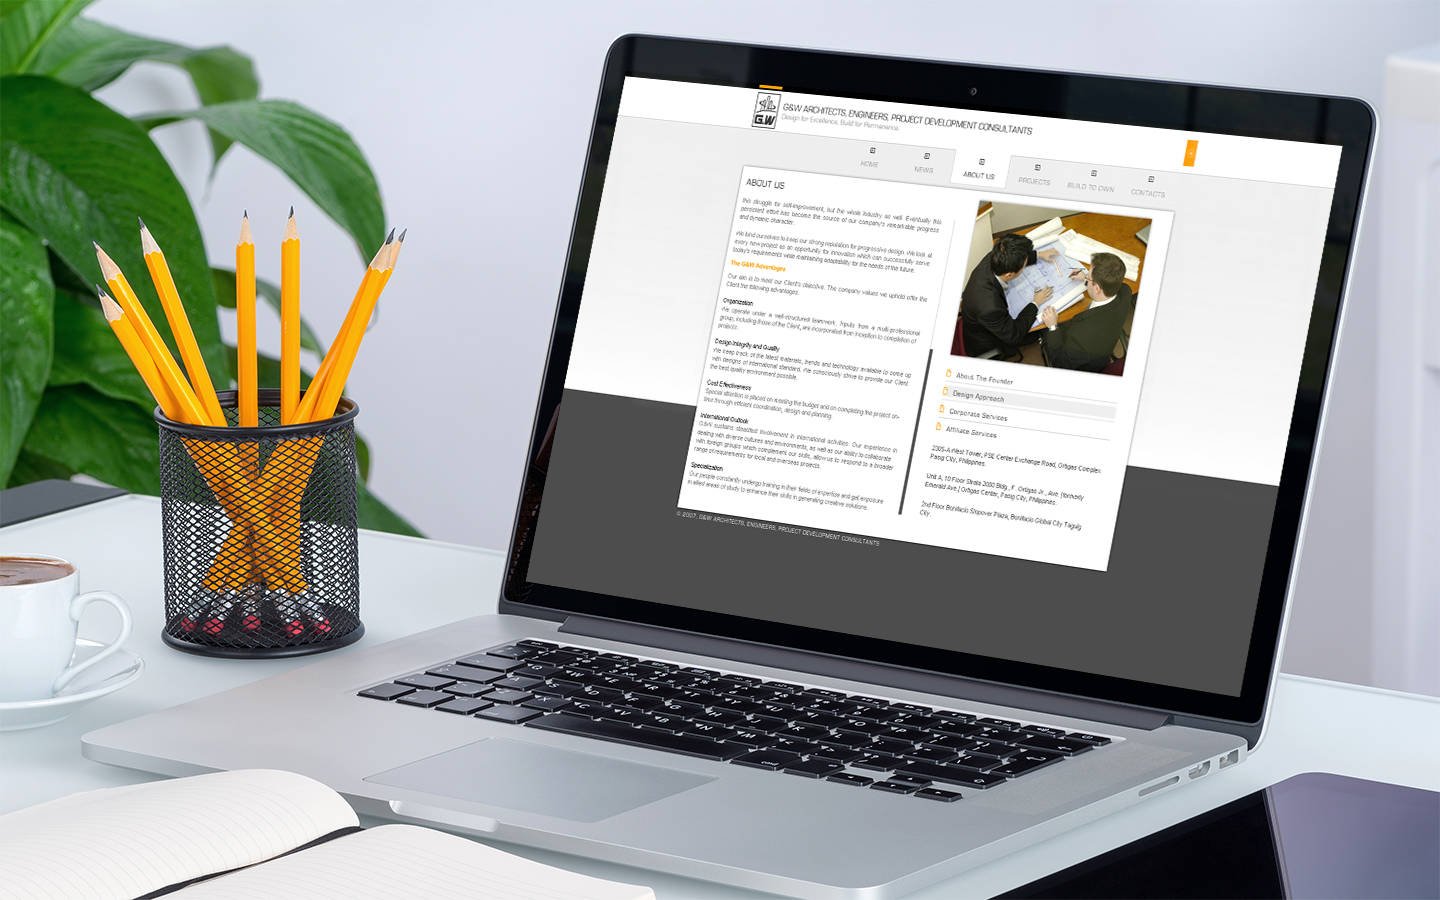 G.W
G&W ARCHITECTS, ENGINEERS, PROJECT DEVELOPMENT CONSULTANTS
Design for Excellence, Build for Permanence
HOME
NEWS
ABOUT US
PROJECTS
BUILD TO OWN
CONTACTS
ABOUT US
this struggle for self-improvement, but the whole industry as well. Eventually this
persistent effort has become the source of our company's remarkable progress
and dynamic character.
We bind ourselves to keep our strong reputation for progressive design. We look at
every new project as an opportunity for innovation which can successfully serve
today's requirements while maintaining adaptability for the needs of the future.
The G&W Advantages
Our aim is to meet our Client's objective. The company values we uphold offer the
Client the following advantages.
Organization
We operate under a well-structured teamwork. Inputs from a multi-professional
group, including those of the Client, are incorporated from inception to completion of
projects.
Design Integrity and Quality
We keep track of the latest materials, trends and technology available to come up
with designs of international standard. We consciously strive to provide our Client
the best quality environment possible.
Cost Effectiveness
Special attention is placed on meeting the budget and on completing the project on-
time through efficient coordination, design and planning.
International Outlook
G&W sustains steadfast involvement in international activities. Our experience in
dealing with diverse cultures and environments, as well as our ability to collaborate
with foreign groups which complement our skills, allow us to respond to a broader
range of requirements for local and overseas projects.
Specialization
Our people constantly undergo training in their fields of expertise and get exposure
in allied areas of study to enhance their skills in generating creative solutions.
About The Founder
Design Approach
Corporate Services
Affiliate Services
2305-A West Tower, PSE Center Exchange Road, Ortigas Complex
Pasig City, Philippines.
Unit A, 10 Floor Strata 2000 Bldg., F. Ortigas Jr., Ave. [formerly
Emerald Ave.] Ortigas Center, Pasig City, Philippines.
2nd Floor Bonifacio Stopover Plaza, Bonifacio Global City Taguig
City.
© 2007, G&W ARCHITECTS, ENGINEERS, PROJECT DEVELOPMENT CONSULTANTS